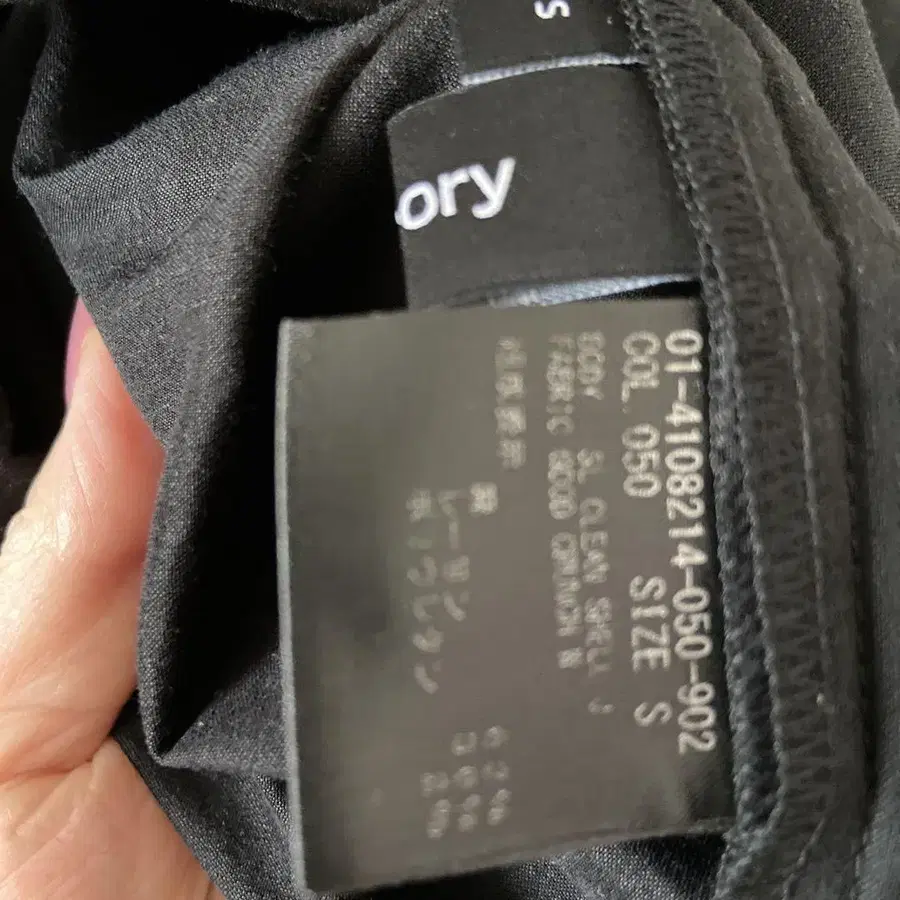 S
ory
01-4108214-050-902
COL. 050 SIZE S
BODY SL CLEAN SHELL J
FABRIC GOOD CRUNCH W
組成表示
綿
レーヨン
ポリウレタン